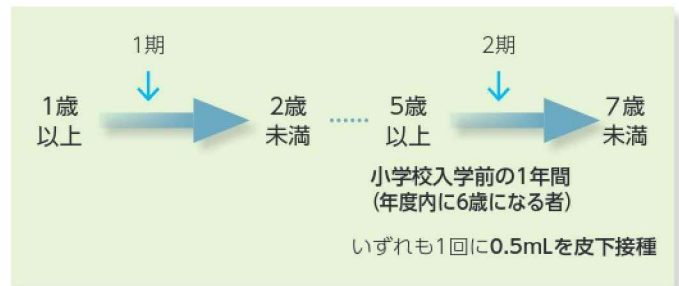 1期
2期
1歳
以上
2歳
未満
……
5歳
以上
7歳
未満
小学校入学前の1年間
(年度内に6歳になる者)
いずれも1回に0.5mLを皮下接種